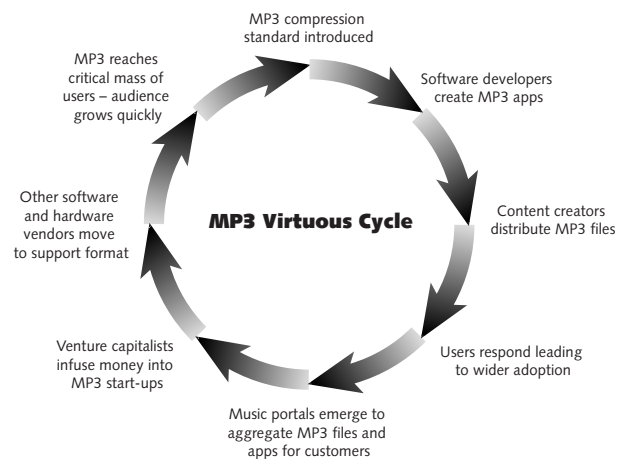 MP3 compression
standard introduced
Software developers
create MP3 apps
Content creators
distribute MP3 files
Users respond leading
to wider adoption
Music portals emerge to
aggregate MP3 files and
apps for customers
Venture capitalists
infuse money into
MP3 start-ups
Other software
and hardware
vendors move
to support format
MP3 reaches
critical mass of
users – audience
grows quickly
MP3 Virtuous Cycle